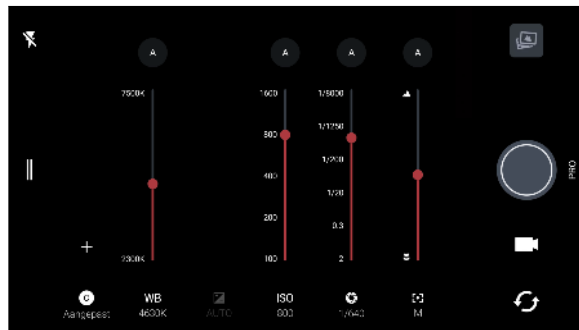 A A A A
7500K 1600 1/8000
1/1250
800
1/200
400
1/20
200
0.3
2300K 100 2
PRO
C WB ISO
Aangepast 4600K AUTO 800 1/640 M